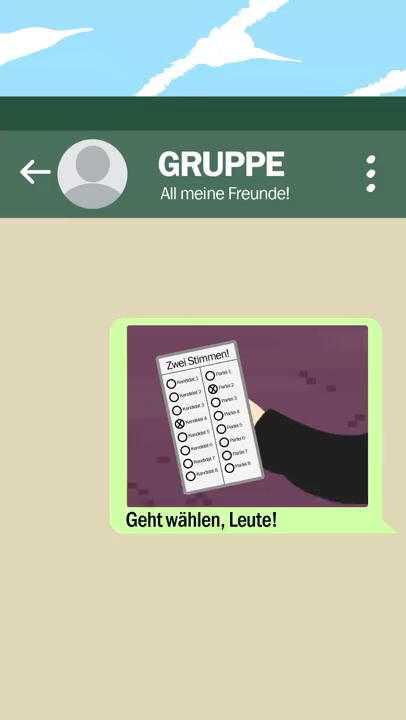 GRUPPE
All meine Freunde!
Zwei Stimmen!
Kandidat 1
Kandidat 2
Kandidat 3
Kandidat 4
Kandidat 5
Kandidat 6
Kandidat 7
Kandidat 8
Partei 1
Partei 2
Partei 3
Partei 4
Partei 5
Partei 6
Partei 7
Partei 8
Geht wählen, Leute!